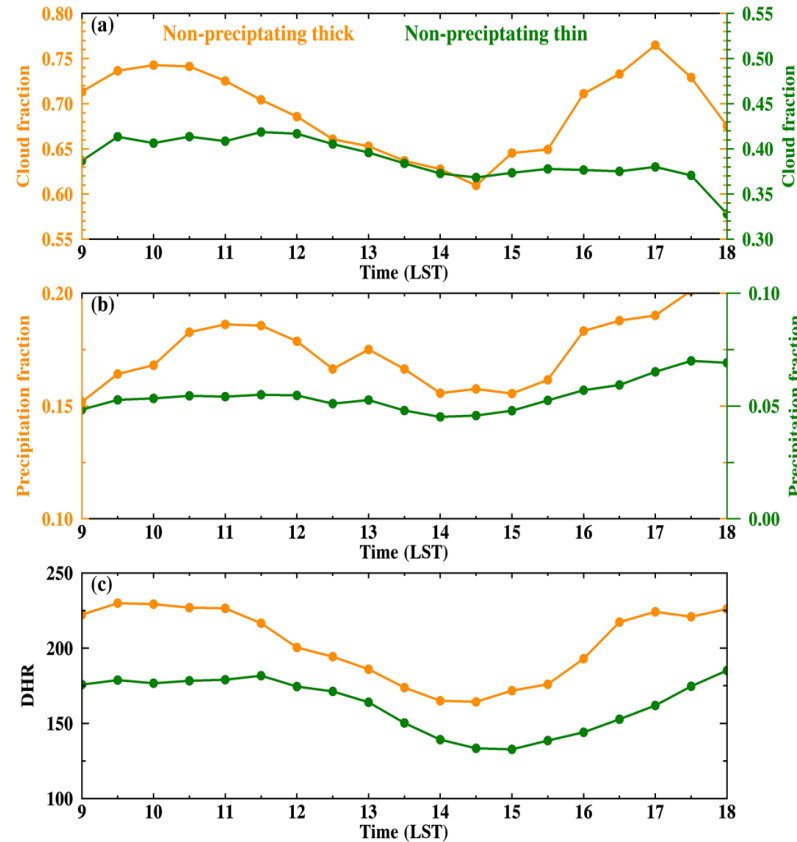 (a)
Non-preciptating thick
Non-preciptating thin
Cloud fraction
0.80
0.75
0.70
0.65
0.60
0.55
Cloud fraction
0.55
0.50
0.45
0.40
0.35
0.30
9 10 11 12 13 14 15 16 17 18
Time (LST)
(b)
Precipitation fraction
0.20
0.15
0.10
Precipitation fraction
0.10
0.05
0.00
9 10 11 12 13 14 15 16 17 18
Time (LST)
(c)
DHR
250
200
150
100
9 10 11 12 13 14 15 16 17 18
Time (LST)